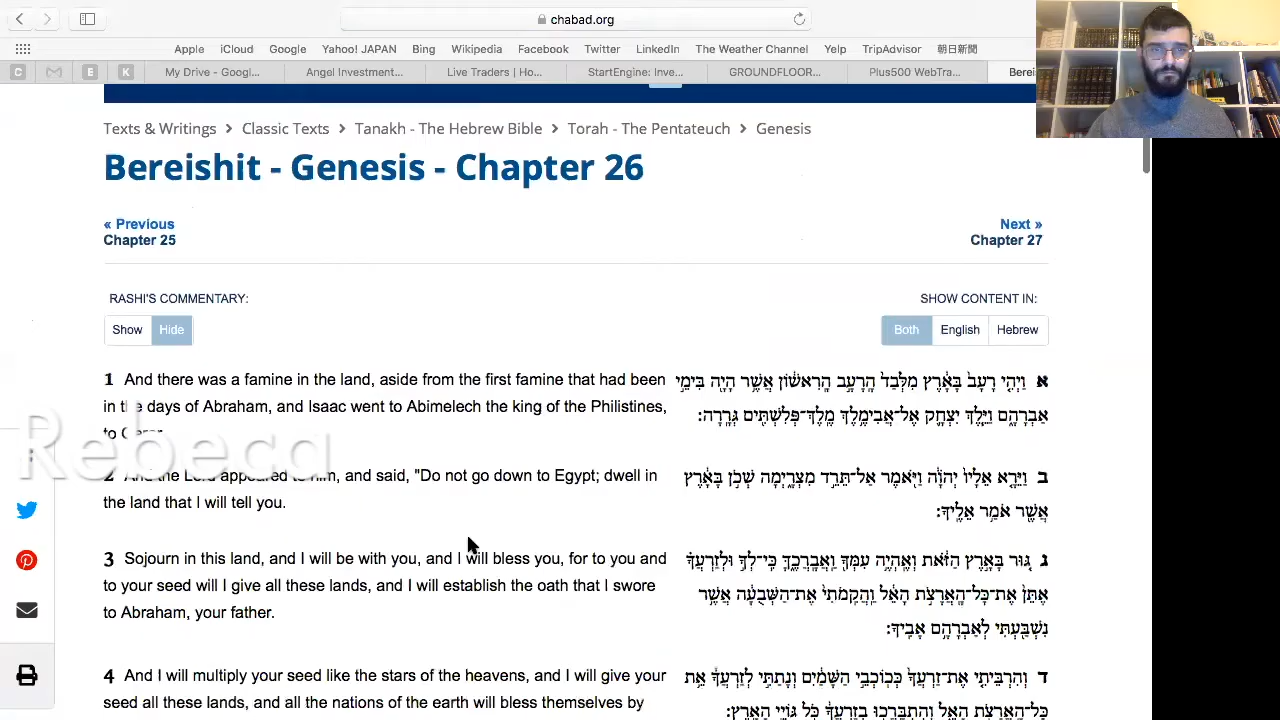 chabad.org
Apple iCloud Google Yahoo! JAPAN Bing Wikipedia Facebook Twitter LinkedIn The Weather Channel Yelp TripAdvisor 朝日新聞
C E K My Drive - Googl... Angel Investment... Live Traders | Ho... StartEngine: Inve... GROUNDFLOOR... Plus500 WebTra... Berei
Texts & Writings > Classic Texts > Tanakh - The Hebrew Bible > Torah - The Pentateuch > Genesis
Bereishit - Genesis - Chapter 26
« Previous
Chapter 25
Next »
Chapter 27
RASHI'S COMMENTARY:
Show Hide
SHOW CONTENT IN:
Both English Hebrew
1 And there was a famine in the land, aside from the first famine that had been
in the days of Abraham, and Isaac went to Abimelech the king of the Philistines,
to Gerar.
א וַיְהִ֤י רָעָב֙ בָּאָ֔רֶץ מִלְּבַד֙ הָֽרָעָ֣ב הָֽרִאשׁ֔וֹן אֲשֶׁ֥ר הָיָ֖ה בִּימֵ֣י
אַבְרָהָ֑ם וַיֵּ֧לֶךְ יִצְחָ֛ק אֶל־אֲבִימֶ֥לֶךְ מֶֽלֶךְ־פְּלִשְׁתִּ֖ים גְּרָֽרָה:
Rebeca
2 And the Lord appeared to him, and said, "Do not go down to Egypt; dwell in
the land that I will tell you.
ב וַיֵּרָ֤א אֵלָיו֙ יְהֹוָ֔ה וַיֹּ֖אמֶר אַל־תֵּרֵ֣ד מִצְרָ֑יְמָה שְׁכֹ֣ן בָּאָ֔רֶץ
אֲשֶׁ֖ר אֹמַ֥ר אֵלֶֽיךָ:
3 Sojourn in this land, and I will be with you, and I will bless you, for to you and
to your seed will I give all these lands, and I will establish the oath that I swore
to Abraham, your father.
ג גּ֚וּר בָּאָ֣רֶץ הַזֹּ֔את וְאֶֽהְיֶ֥ה עִמְּךָ֖ וַאֲבָֽרְכֶ֑ךָּ כִּֽי־לְךָ֣ וּלְזַרְעֲךָ֗
אֶתֵּן֙ אֶת־כָּל־הָֽאֲרָצֹ֣ת הָאֵ֔ל וַֽהֲקִֽמֹתִי֙ אֶת־הַשְּׁבֻעָ֔ה אֲשֶׁ֥ר
נִשְׁבַּ֖עְתִּי לְאַבְרָהָ֥ם אָבִֽיךָ:
4 And I will multiply your seed like the stars of the heavens, and I will give your
seed all these lands, and all the nations of the earth will bless themselves by
ד וְהִרְבֵּיתִ֤י אֶת־זַרְעֲךָ֙ כְּכֽוֹכְבֵ֣י הַשָּׁמַ֔יִם וְנָֽתַתִּ֣י לְזַרְעֲךָ֔ אֵ֥ת
כָּל־הָֽאֲרָצֹ֖ת הָאֵ֑ל וְהִתְבָּרְכ֣וּ בְזַרְעֲךָ֔ כֹּ֖ל גּוֹיֵ֥י הָאָֽרֶץ: